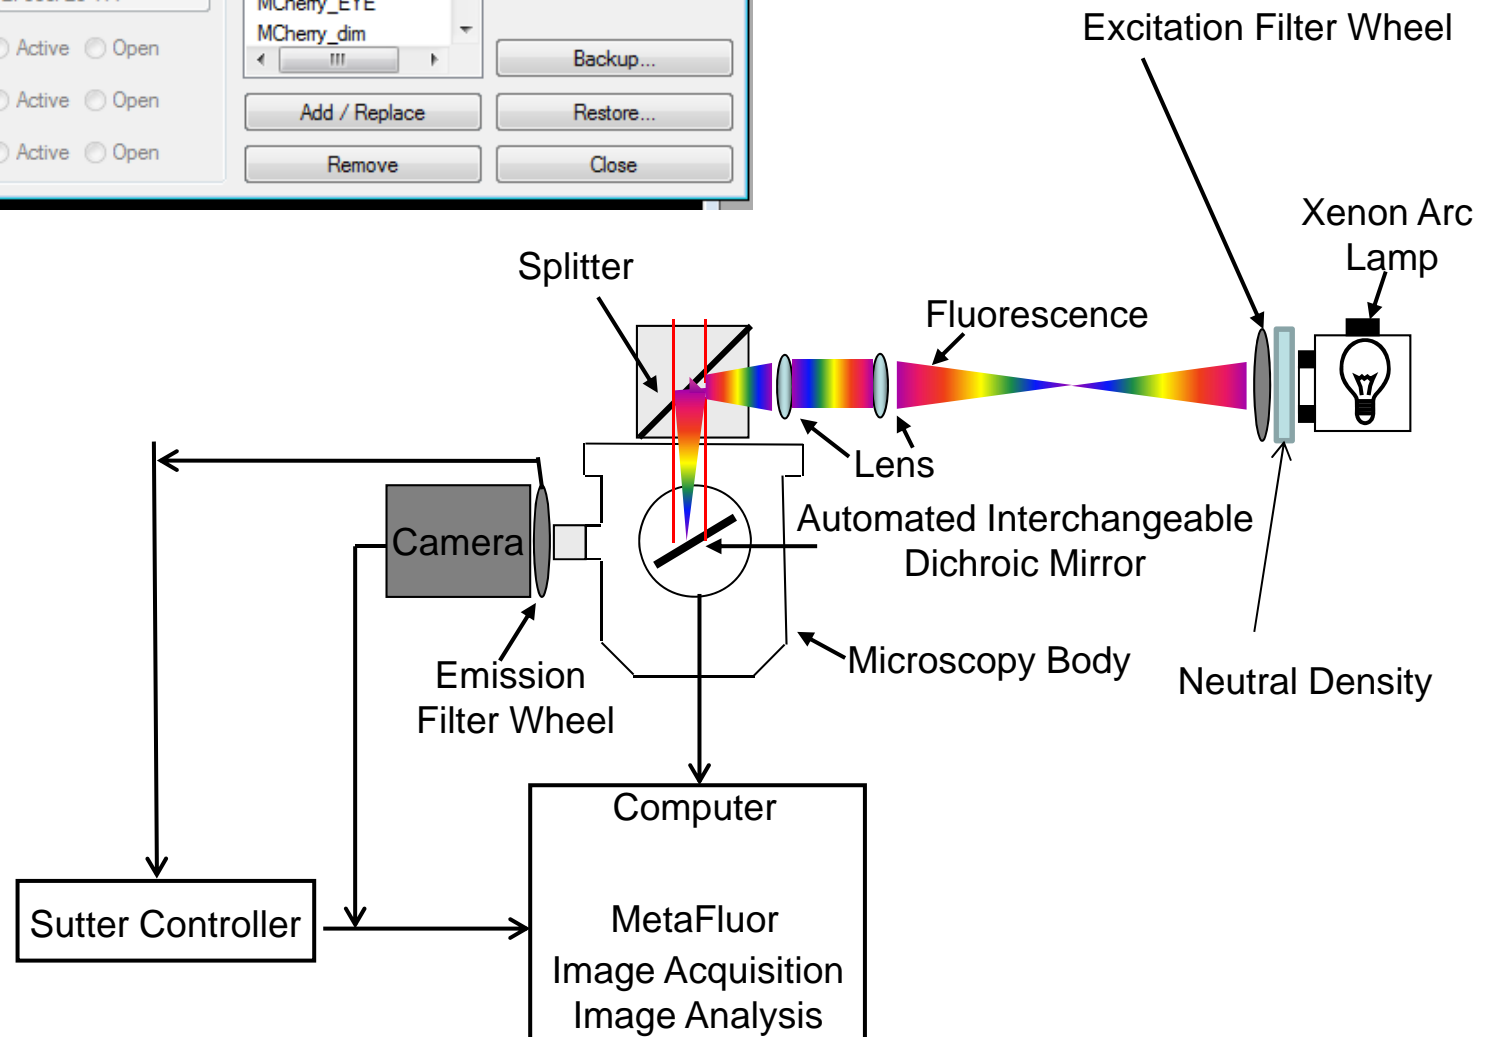 MCherry_EYE
MCherry_dim
Active Open
Active Open
Active Open
Backup...
Add / Replace
Restore...
Remove
Close
Excitation Filter Wheel
Xenon Arc
Lamp
Splitter
Fluorescence
Lens
Camera
Automated Interchangeable
Dichroic Mirror
Emission
Filter Wheel
Microscopy Body
Neutral Density
Computer
Sutter Controller
MetaFluor
Image Acquisition
Image Analysis